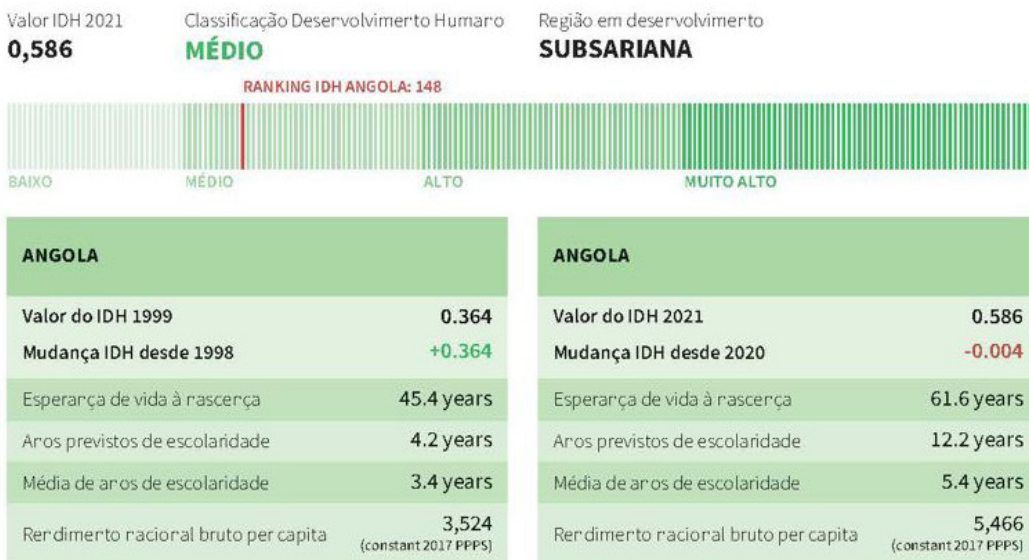 Valor IDH 2021
Classificação Desenvolvimento Humaro
Região em desenvolvimento
0,586
MÉDIO
SUBSARIANA
RANKING IDH ANGOLA: 148
BAIXO
MÉDIO
ALTO
MUITO ALTO
ANGOLA
Valor do IDH 1999
0.364
Mudança IDH desde 1998
+0.364
Esperarça de vida à rascerça
45.4 years
Aros previstos de escolaridade
4.2 years
Média de aros de escolaridade
3.4 years
Rerdimerto racioral bruto per capita
3,524
(constant 2017 PPPS)
ANGOLA
Valor do IDH 2021
0.586
Mudança IDH desde 2020
-0.004
Esperarça de vida à rascerça
61.6 years
Aros previstos de escolaridade
12.2 years
Média de aros de escolaridade
5.4 years
Rerdimerto racioral bruto per capita
5,466
(constant 2017 PPPS)